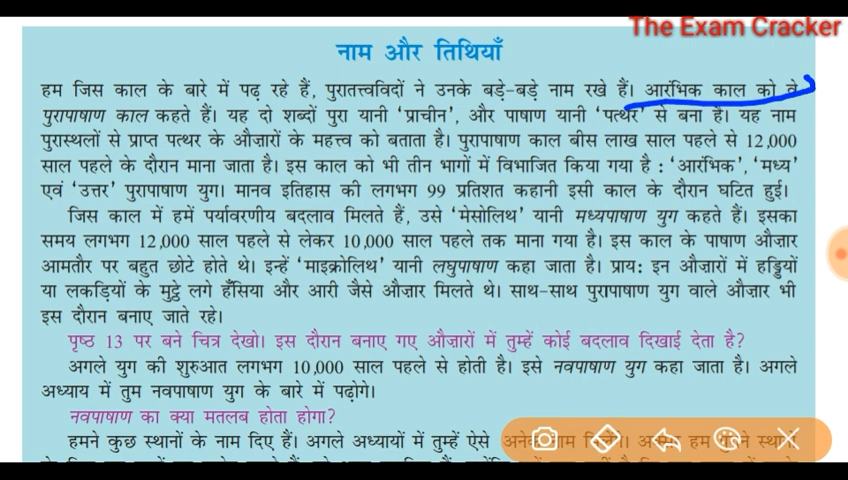 The Exam Cracker
नाम और तिथियाँ
हम जिस काल के बारे में पढ़ रहे हैं, पुरातत्त्वविदों ने उनके बड़े-बड़े नाम रखे हैं। आरंभिक काल को वे
पुरापाषाण काल कहते हैं। यह दो शब्दों पुरा यानी 'प्राचीन', और पाषाण यानी 'पत्थर' से बना है। यह नाम
पुरास्थलों से प्राप्त पत्थर के औज़ारों के महत्त्व को बताता है। पुरापाषाण काल बीस लाख साल पहले से 12,000
साल पहले के दौरान माना जाता है। इस काल को भी तीन भागों में विभाजित किया गया है : 'आरंभिक', 'मध्य'
एवं 'उत्तर' पुरापाषाण युग। मानव इतिहास की लगभग 99 प्रतिशत कहानी इसी काल के दौरान घटित हुई।
जिस काल में हमें पर्यावरणीय बदलाव मिलते हैं, उसे 'मेसोलिथ' यानी मध्यपाषाण युग कहते हैं। इसका
समय लगभग 12,000 साल पहले से लेकर 10,000 साल पहले तक माना गया है। इस काल के पाषाण औज़ार
आमतौर पर बहुत छोटे होते थे। इन्हें 'माइक्रोलिथ' यानी लघुपाषाण कहा जाता है। प्राय: इन औज़ारों में हड्डियों
या लकड़ियों के मुट्ठे लगे हँसिया और आरी जैसे औज़ार मिलते थे। साथ-साथ पुरापाषाण युग वाले औज़ार भी
इस दौरान बनाए जाते रहे।
पृष्ठ 13 पर बने चित्र देखो। इस दौरान बनाए गए औज़ारों में तुम्हें कोई बदलाव दिखाई देता है?
अगले युग की शुरुआत लगभग 10,000 साल पहले से होती है। इसे नवपाषाण युग कहा जाता है। अगले
अध्याय में तुम नवपाषाण युग के बारे में पढ़ोगे।
नवपाषाण का क्या मतलब होता होगा?
हमने कुछ स्थानों के नाम दिए हैं। अगले अध्यायों में तुम्हें ऐसे अनेक नाम